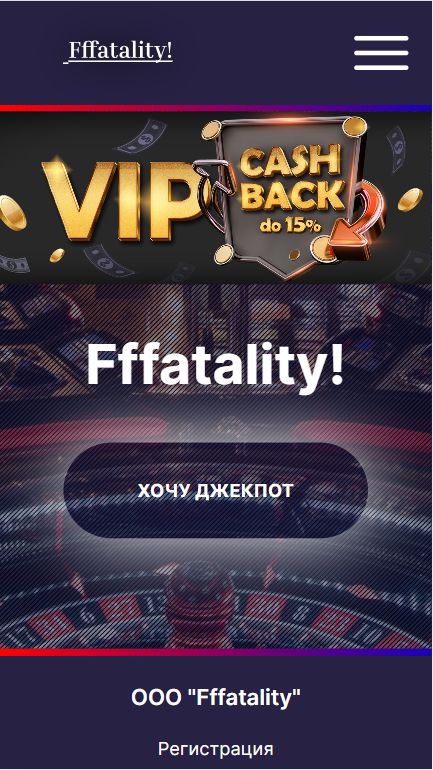 Fffatality!
VIP
CASH
BACK
do 15%
Fffatality!
ХОЧУ ДЖЕКПОТ
ООО "Fffatality"
Регистрация